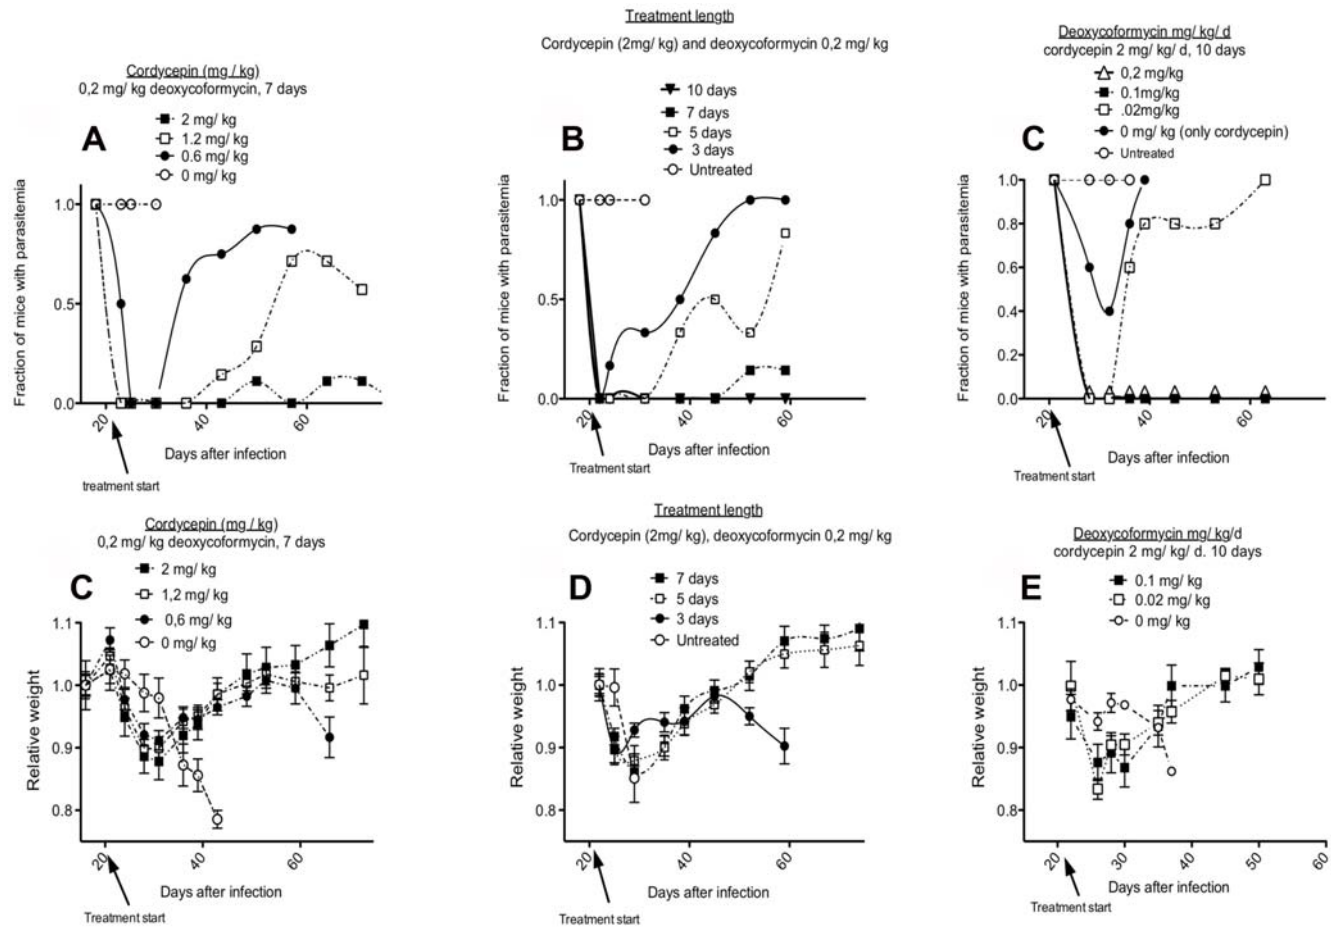 Cordycepin (mg / kg)
0,2 mg/ kg deoxycoformycin, 7 days
2 mg/ kg
1.2 mg/ kg
0.6 mg/ kg
0 mg/ kg
A
Fraction of mice with parasitemia
1.0
0.5
0.0
20
40
60
Days after infection
treatment start
Treatment length
Cordycepin (2mg/ kg) and deoxycoformycin 0,2 mg/ kg
10 days
7 days
5 days
3 days
Untreated
B
Fraction of mice with parasitemia
1.0
0.5
0.0
20
40
60
Days after infection
Treatment start
Deoxycoformycin mg/ kg/ d
cordycepin 2 mg/ kg/ d, 10 days
0,2 mg/kg
0.1mg/kg
.02mg/kg
0 mg/ kg (only cordycepin)
Untreated
C
Fraction of mice with parasitemia
1.0
0.8
0.6
0.4
0.2
0.0
20
40
60
Days after infection
Treatment start
Cordycepin (mg / kg)
0,2 mg/ kg deoxycoformycin, 7 days
2 mg/ kg
1,2 mg/ kg
0,6 mg/ kg
0 mg/ kg
C
Relative weight
1.1
1.0
0.9
0.8
20
40
60
Days after infection
Treatment start
Treatment length
Cordycepin (2mg/ kg), deoxycoformycin 0,2 mg/ kg
7 days
5 days
3 days
Untreated
D
Relative weight
1.1
1.0
0.9
0.8
20
40
60
Days after infection
Treatment start
Deoxycoformycin mg/ kg/d
cordycepin 2 mg/ kg/ d. 10 days
0.1 mg/ kg
0.02 mg/ kg
0 mg/ kg
E
Relative weight
1.1
1.0
0.9
0.8
20
30
40
50
60
Days after infection
Treatment start